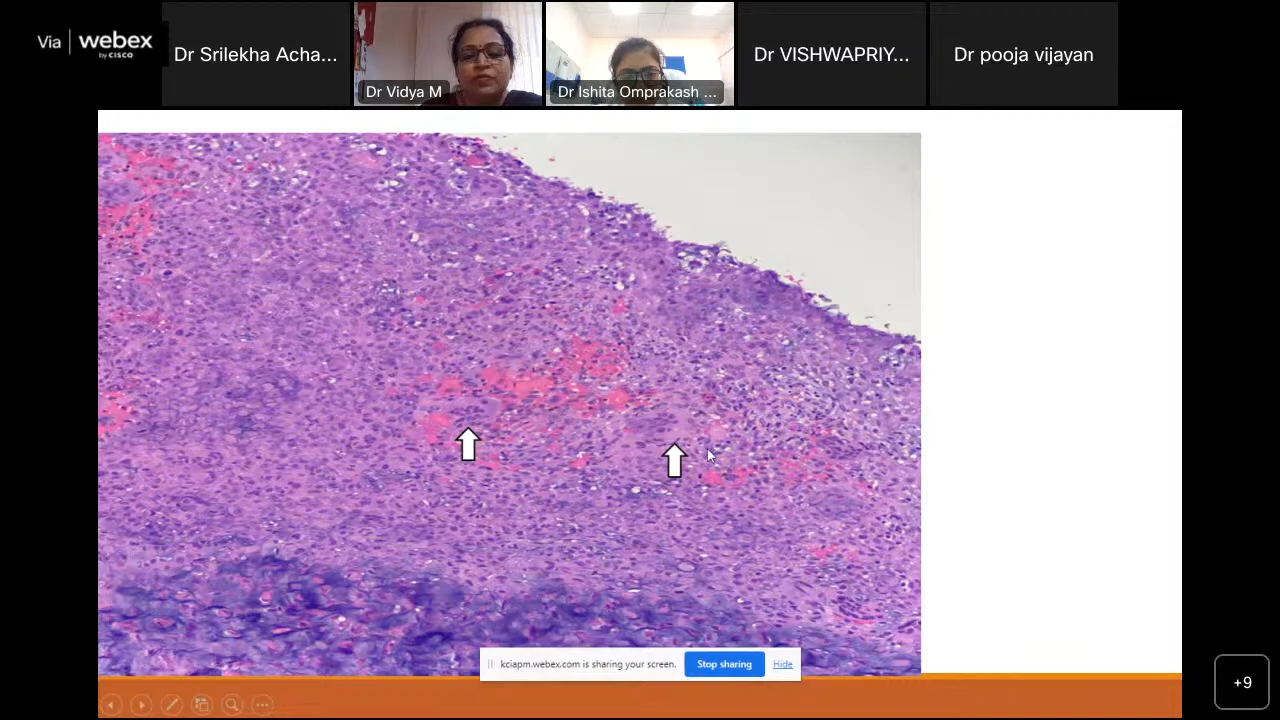 Via | webex
by CISCO
Dr Srilekha Acha...
Dr Vidya M
Dr Ishita Omprakash ...
Dr VISHWAPRIY...
Dr pooja vijayan
kciapm.webex.com is sharing your screen.
Stop sharing
Hide
+9